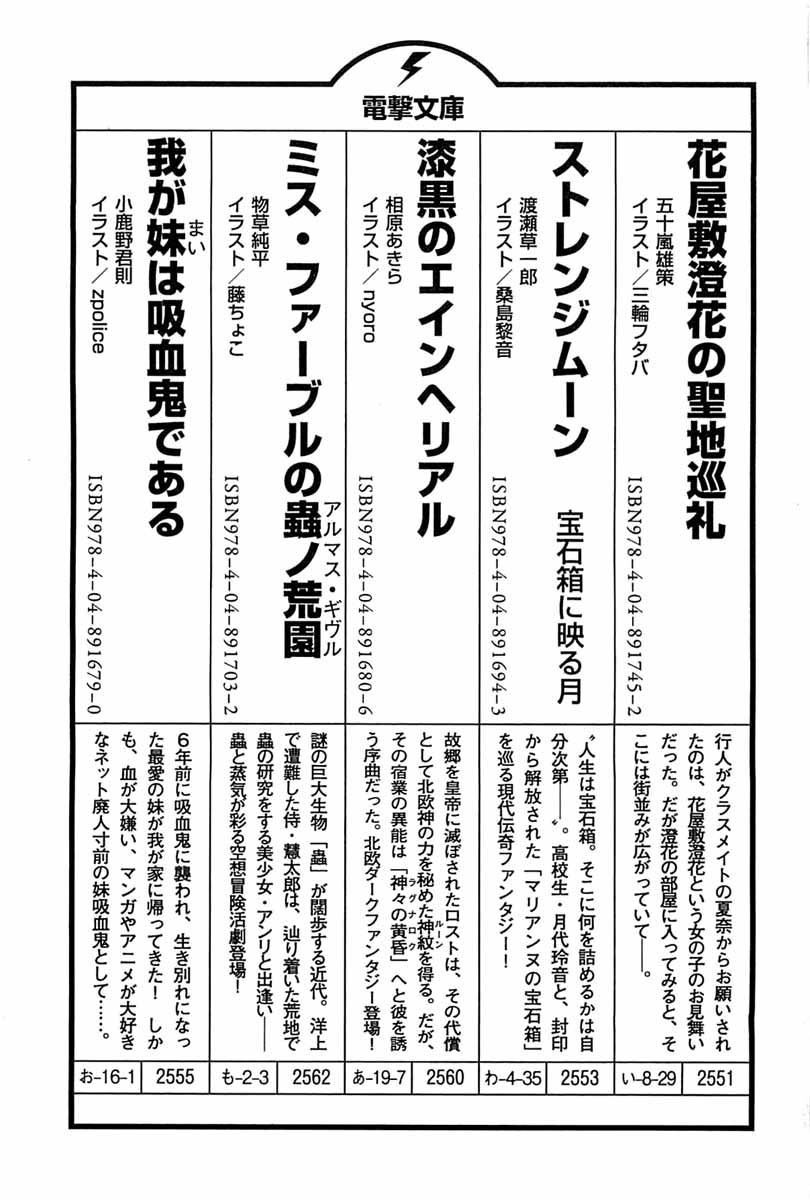 電撃文庫
花屋敷澄花の聖地巡礼
五十嵐雄策
イラスト/三輪フタバ
ISBN978-4-04-891745-2
行人がクラスメイトの夏奈からお願いされ
たのは、花屋敷澄花という女の子のお見舞い
だった。だが澄花の部屋に入ってみると、そ
こには街並みが広がっていて――。
い-8-29
2551
ストレンジムーン 宝石箱に映る月
渡瀬草一郎
イラスト/桑島黎音
ISBN978-4-04-891694-3
〝人生は宝石箱。そこに何を詰めるかは自
分次第――〟。高校生・月代玲音と、封印
から解放された「マリアンヌの宝石箱」
を巡る現代伝奇ファンタジー！
わ-4-35
2553
漆黒のエインヘリアル
相原あきら
イラスト/nyoro
ISBN978-4-04-891680-6
故郷を皇帝に滅ぼされたロストは、その代償
として北欧神の力を秘めた神紋を得る。だが、
ルーン
その宿業の異能は「神々の黄昏」へと彼を誘
ラグナロク
う序曲だった。北欧ダークファンタジー登場！
あ-19-7
2560
ミス・ファーブルの蟲ノ荒園
アルマス・ギヴル
物草純平
イラスト/藤ちょこ
ISBN978-4-04-891703-2
謎の巨大生物「蟲」が闊歩する近代。洋上
で遭難した侍・慧太郎は、辿り着いた荒地で
蟲の研究をする美少女・アンリと出逢い――
蟲と蒸気が彩る空想冒険活劇登場！
も-2-3
2562
我が妹は吸血鬼である
まい
小鹿野君則
イラスト/zpolice
ISBN978-4-04-891679-0
6年前に吸血鬼に襲われ、生き別れになっ
た最愛の妹が我が家に帰ってきた！ しか
も、血が大嫌い、マンガやアニメが大好き
なネット廃人寸前の妹吸血鬼として……。
お-16-1
2555